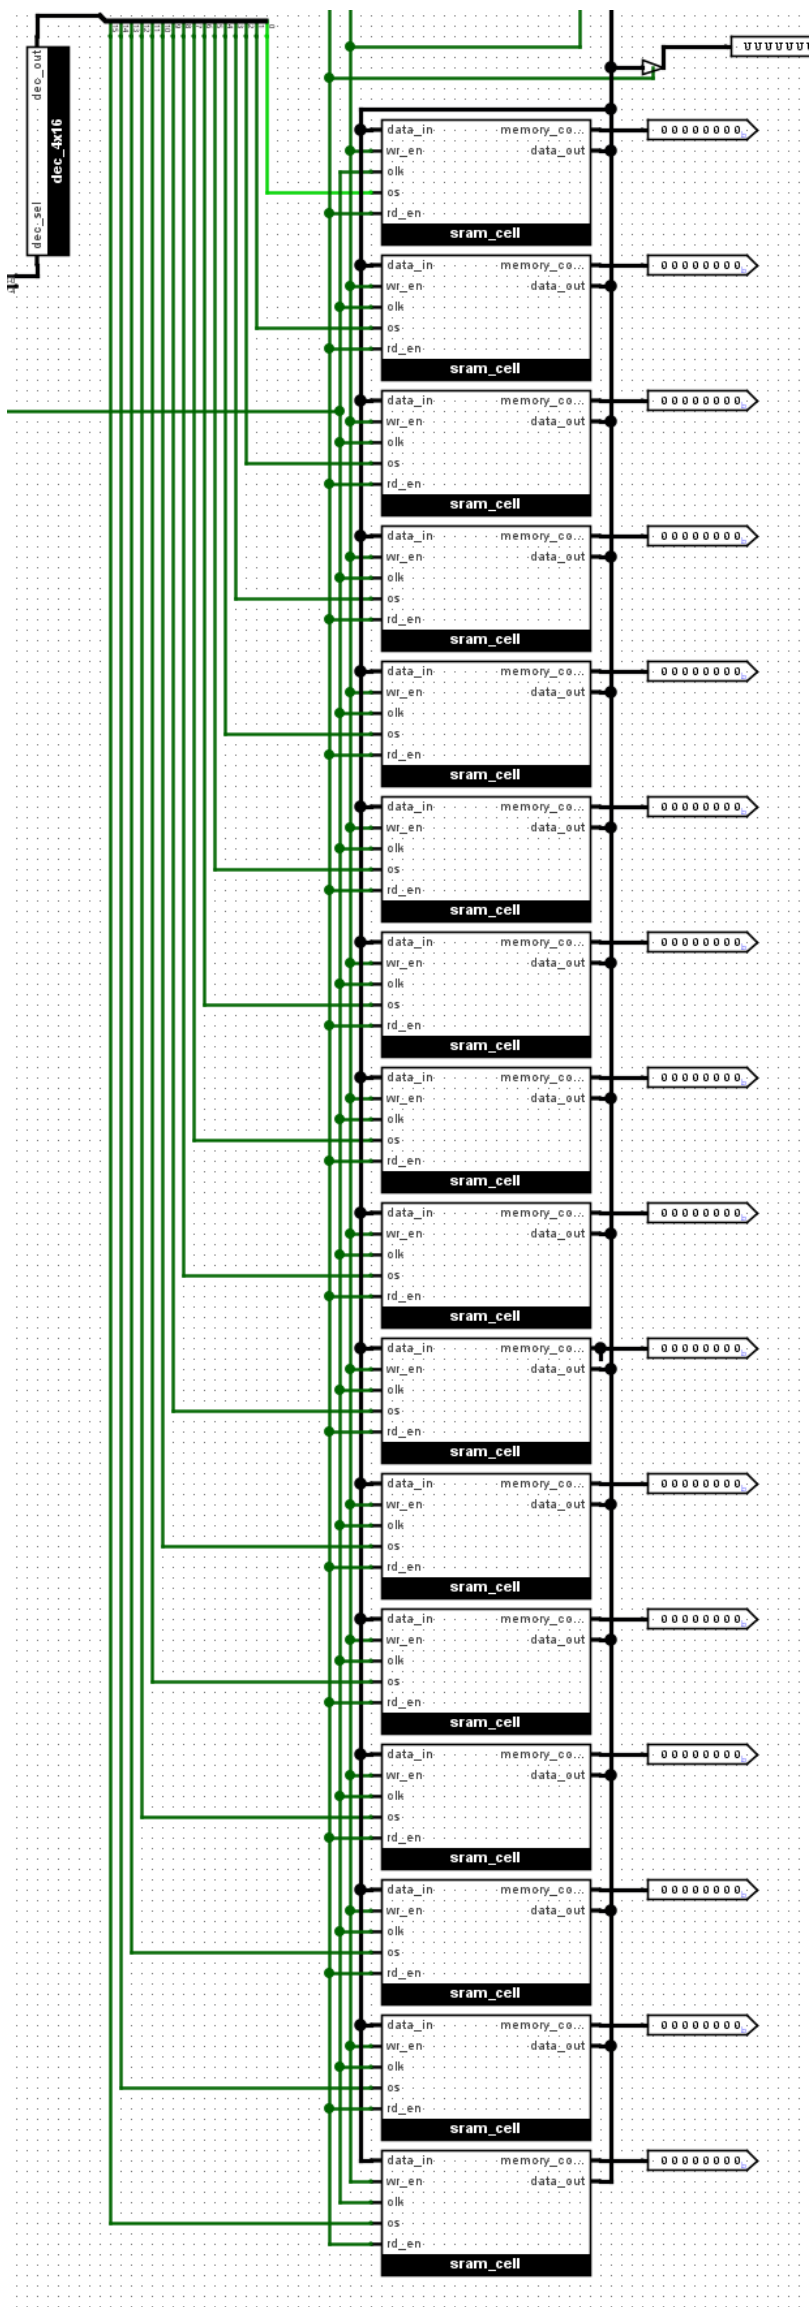 dec_out
dec_4x16
dec_sel
UUUUUUU
data_in memory_co... 00000000
wr_en data_out
clk
cs
rd_en
sram_cell
data_in memory_co... 00000000
wr_en data_out
clk
cs
rd_en
sram_cell
data_in memory_co... 00000000
wr_en data_out
clk
cs
rd_en
sram_cell
data_in memory_co... 00000000
wr_en data_out
clk
cs
rd_en
sram_cell
data_in memory_co... 00000000
wr_en data_out
clk
cs
rd_en
sram_cell
data_in memory_co... 00000000
wr_en data_out
clk
cs
rd_en
sram_cell
data_in memory_co... 00000000
wr_en data_out
clk
cs
rd_en
sram_cell
data_in memory_co... 00000000
wr_en data_out
clk
cs
rd_en
sram_cell
data_in memory_co... 00000000
wr_en data_out
clk
cs
rd_en
sram_cell
data_in memory_co... 00000000
wr_en data_out
clk
cs
rd_en
sram_cell
data_in memory_co... 00000000
wr_en data_out
clk
cs
rd_en
sram_cell
data_in memory_co... 00000000
wr_en data_out
clk
cs
rd_en
sram_cell
data_in memory_co... 00000000
wr_en data_out
clk
cs
rd_en
sram_cell
data_in memory_co... 00000000
wr_en data_out
clk
cs
rd_en
sram_cell
data_in memory_co... 00000000
wr_en data_out
clk
cs
rd_en
sram_cell
data_in memory_co... 00000000
wr_en data_out
clk
cs
rd_en
sram_cell